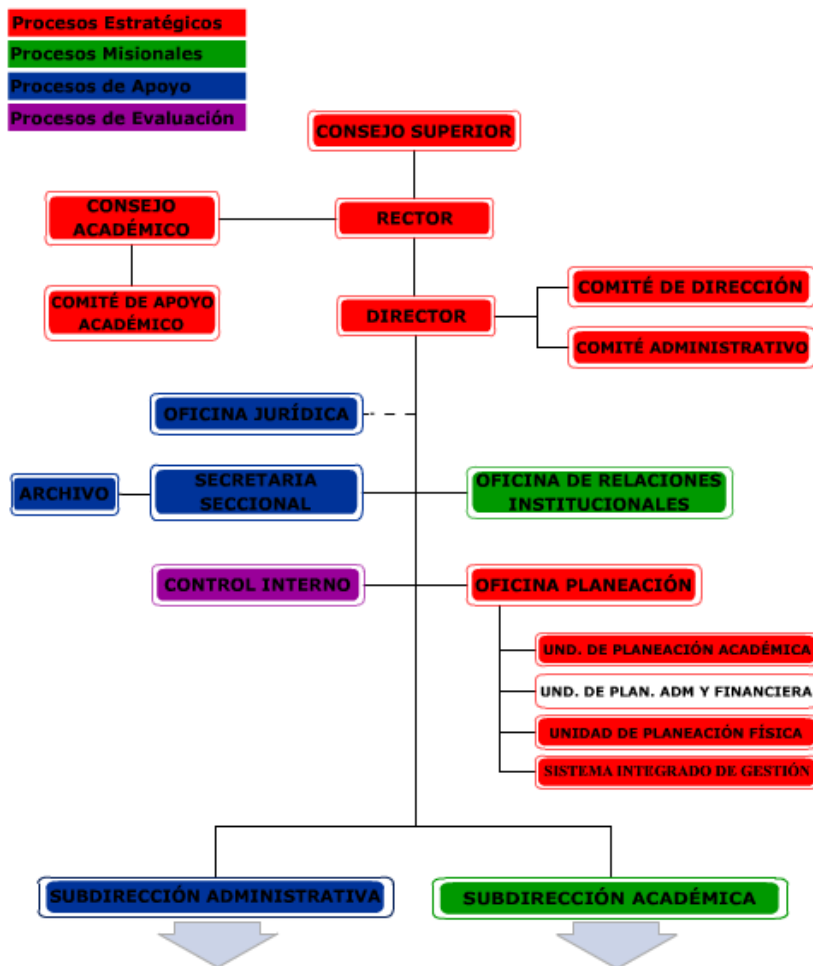 Procesos Estratégicos
Procesos Misionales
Procesos de Apoyo
Procesos de Evaluación
CONSEJO SUPERIOR
CONSEJO
ACADÉMICO
RECTOR
COMITÉ DE APOYO
ACADÉMICO
DIRECTOR
COMITÉ DE DIRECCIÓN
COMITÉ ADMINISTRATIVO
OFICINA JURÍDICA
ARCHIVO
SECRETARIA
SECCIONAL
OFICINA DE RELACIONES
INSTITUCIONALES
CONTROL INTERNO
OFICINA PLANEACIÓN
UND. DE PLANEACIÓN ACADÉMICA
UND. DE PLAN. ADM Y FINANCIERA
UNIDAD DE PLANEACIÓN FÍSICA
SISTEMA INTEGRADO DE GESTIÓN
SUBDIRECCIÓN ADMINISTRATIVA
SUBDIRECCIÓN ACADÉMICA